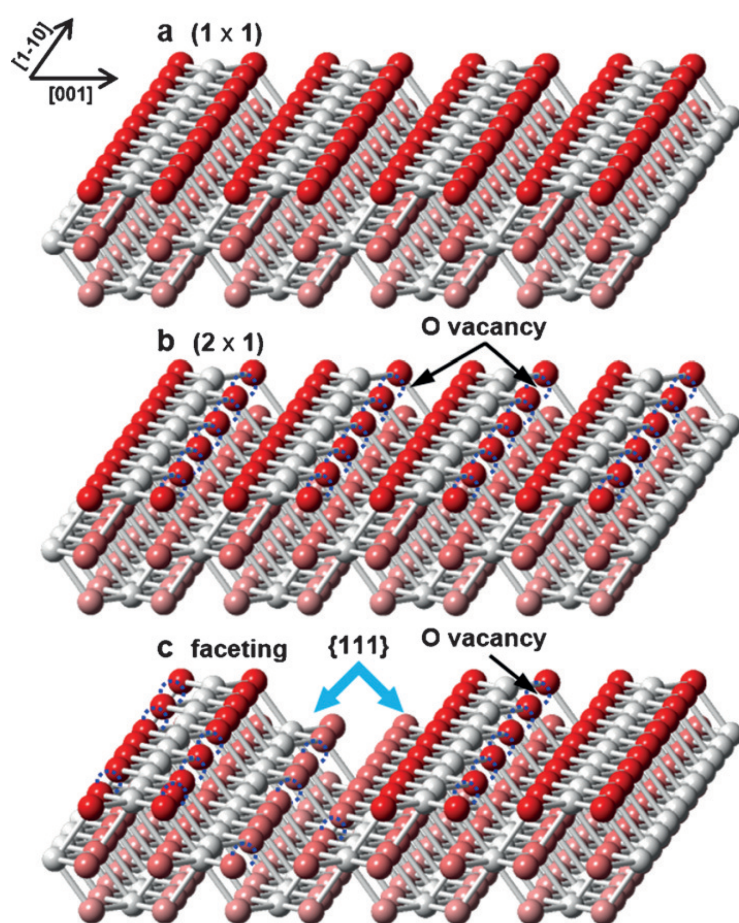 a (1 x 1)
[1-10]
[001]
O vacancy
b (2 x 1)
{111}
O vacancy
c faceting